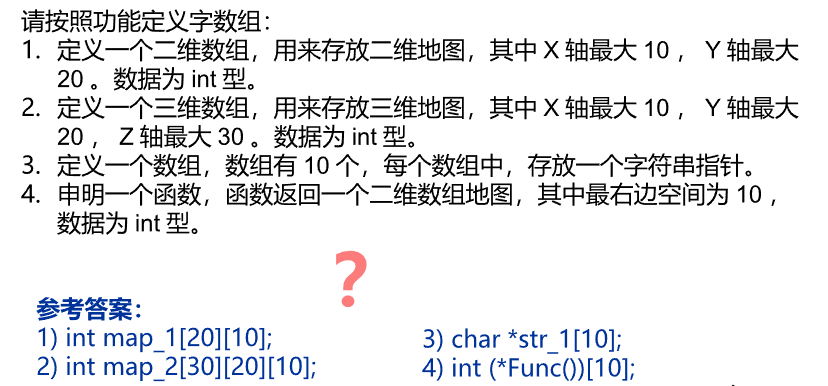 请按照功能定义字数组：
1. 定义一个二维数组，用来存放二维地图，其中 X 轴最大 10 ， Y 轴最大
20 。数据为 int 型。
2. 定义一个三维数组，用来存放三维地图，其中 X 轴最大 10 ， Y 轴最大
20 ， Z 轴最大 30 。数据为 int 型。
3. 定义一个数组，数组有 10 个，每个数组中，存放一个字符串指针。
4. 申明一个函数，函数返回一个二维数组地图，其中最右边空间为 10 ，
数据为 int 型。
?
参考答案：
1) int map_1[20][10];
2) int map_2[30][20][10];
3) char *str_1[10];
4) int (*Func())[10];